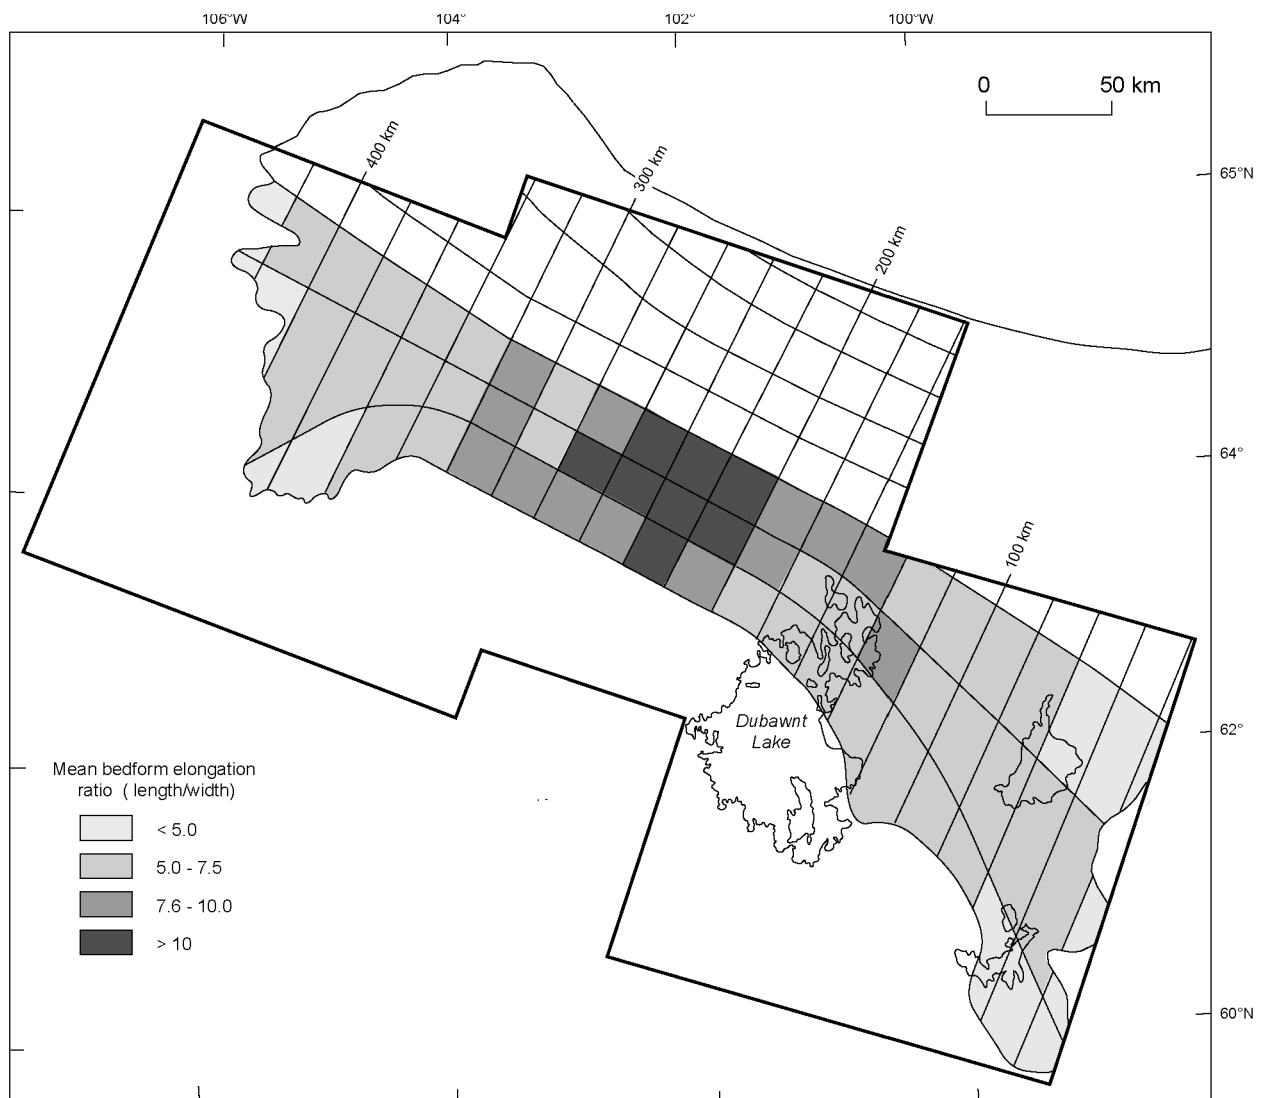 106°W 104° 102° 100°W
0 50 km
400 km
300 km
65°N
200 km
64°
100 km
Dubawnt
Lake
62°
Mean bedform elongation
ratio ( length/width)
< 5.0
5.0 - 7.5
7.6 - 10.0
> 10
60°N